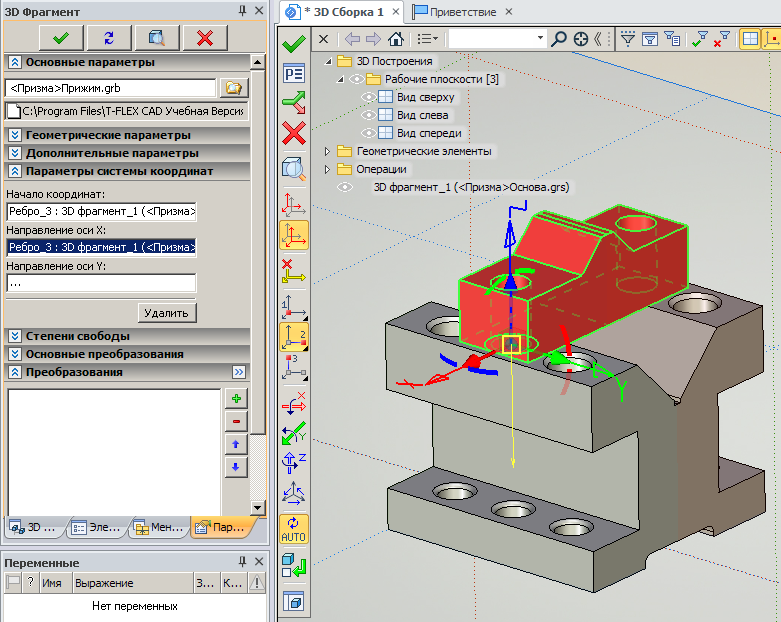 3D Фрагмент
Основные параметры
<Призма>Прижим.grb
C:\Program Files\T-FLEX CAD Учебная Версия
Геометрические параметры
Дополнительные параметры
Параметры системы координат
Начало координат:
Ребро_3 : 3D фрагмент_1 (<Призма>
Направление оси X:
Ребро_3 : 3D фрагмент_1 (<Призма>
Направление оси Y:
...
Удалить
Степени свободы
Основные преобразования
Преобразования
3D ...
Эле...
Мен...
Пар...
Переменные
? Имя Выражение З... К... !
Нет переменных
* 3D Сборка 1
Приветствие
3D Построения
Рабочие плоскости [3]
Вид сверху
Вид слева
Вид спереди
Геометрические элементы
Операции
3D фрагмент_1 (<Призма>Основа.grs)
1
2
3
Y
Z
AUTO
Y